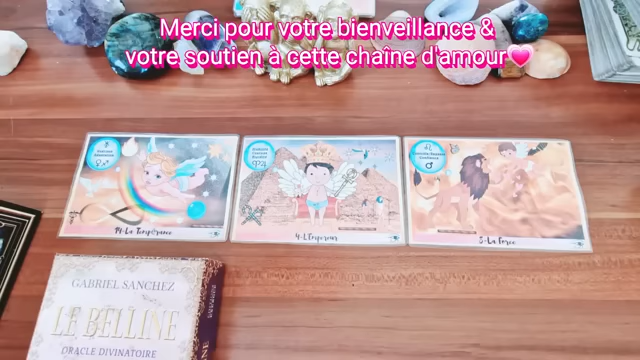 Merci pour votre bienveillance &
votre soutien à cette chaîne d'amour
14-La Tempérance
4-L'Empereur
La Force
GABRIEL SANCHEZ
LE BELLINE
ORACLE DIVINATOIRE